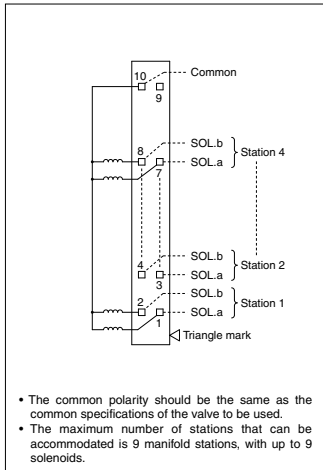 10
Common
9
8
SOL.b
SOL.a
Station 4
7
4
SOL.b
SOL.a
Station 2
3
2
SOL.b
SOL.a
Station 1
1
Triangle mark
• The common polarity should be the same as the
common specifications of the valve to be used.
• The maximum number of stations that can be
accommodated is 9 manifold stations, with up to 9
solenoids.